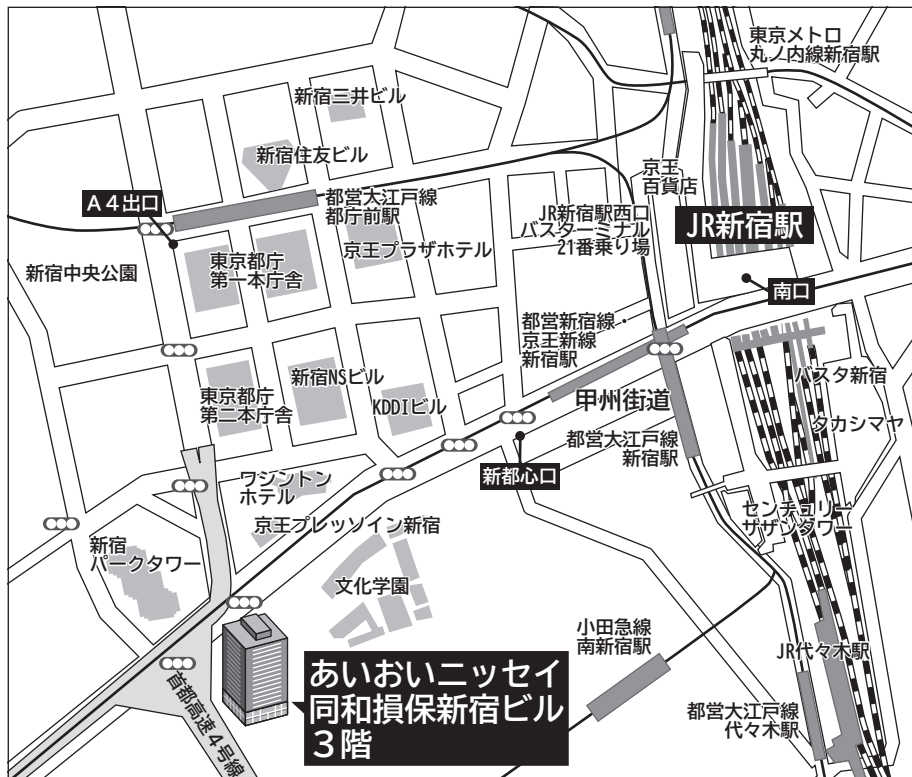 東京メトロ
丸ノ内線新宿駅
新宿三井ビル
新宿住友ビル
京王
百貨店
A4出口
都営大江戸線
都庁前駅
JR新宿駅西口
バスターミナル
21番乗り場
JR新宿駅
新宿中央公園
東京都庁
第一本庁舎
京王プラザホテル
南口
都営新宿線・
京王新線
新宿駅
東京都庁
第二本庁舎
新宿NSビル
KDDIビル
甲州街道
バスタ新宿
タカシマヤ
都営大江戸線
新宿駅
新都心口
ワシントン
ホテル
京王プレッソイン新宿
センチュリー
サザンタワー
新宿
パークタワー
文化学園
小田急線
南新宿駅
JR代々木駅
あいおいニッセイ
同和損保新宿ビル
3階
首都高速4号線
都営大江戸線
代々木駅